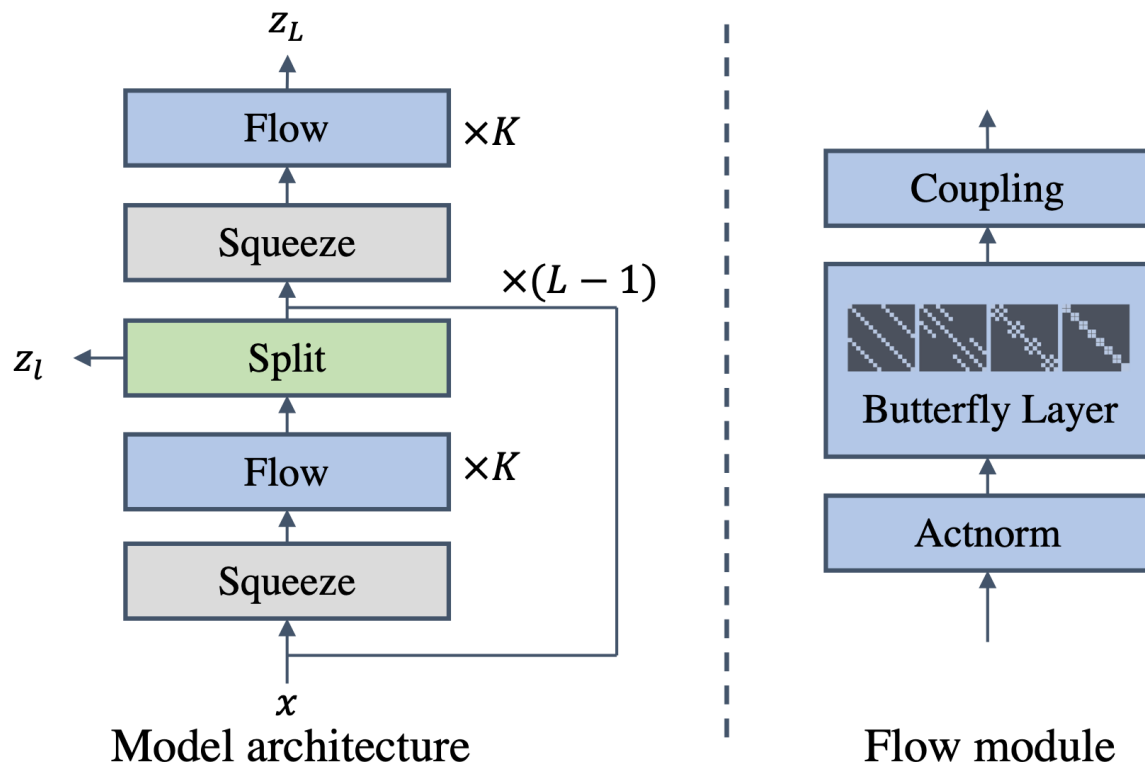 z_L
Flow
×K
Squeeze
×(L − 1)
Split
z_l
Flow
×K
Squeeze
x
Model architecture
Coupling
Butterfly Layer
Actnorm
Flow module